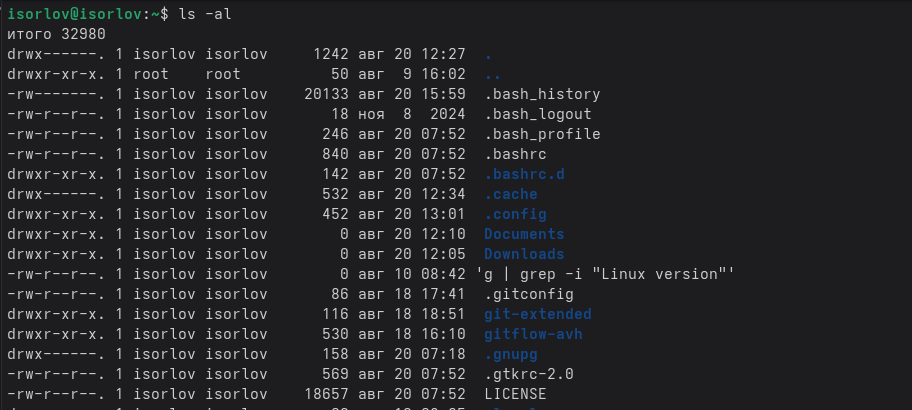 isorlov@isorlov:~$ ls -al
итого 32980
drwx------. 1 isorlov isorlov 1242 авг 20 12:27 .
drwxr-xr-x. 1 root root 50 авг 9 16:02 ..
-rw-------. 1 isorlov isorlov 20133 авг 20 15:59 .bash_history
-rw-r--r--. 1 isorlov isorlov 18 ноя 8 2024 .bash_logout
-rw-r--r--. 1 isorlov isorlov 246 авг 20 07:52 .bash_profile
-rw-r--r--. 1 isorlov isorlov 840 авг 20 07:52 .bashrc
drwxr-xr-x. 1 isorlov isorlov 142 авг 20 07:52 .bashrc.d
drwx------. 1 isorlov isorlov 532 авг 20 12:34 .cache
drwxr-xr-x. 1 isorlov isorlov 452 авг 20 13:01 .config
drwxr-xr-x. 1 isorlov isorlov 0 авг 20 12:10 Documents
drwxr-xr-x. 1 isorlov isorlov 0 авг 20 12:05 Downloads
-rw-r--r--. 1 isorlov isorlov 0 авг 10 08:42 'g | grep -i "Linux version"'
-rw-r--r--. 1 isorlov isorlov 86 авг 18 17:41 .gitconfig
drwxr-xr-x. 1 isorlov isorlov 116 авг 18 18:51 git-extended
drwxr-xr-x. 1 isorlov isorlov 530 авг 18 16:10 gitflow-avh
drwx------. 1 isorlov isorlov 158 авг 20 07:18 .gnupg
-rw-r--r--. 1 isorlov isorlov 569 авг 20 07:52 .gtkrc-2.0
-rw-r--r--. 1 isorlov isorlov 18657 авг 20 07:52 LICENSE